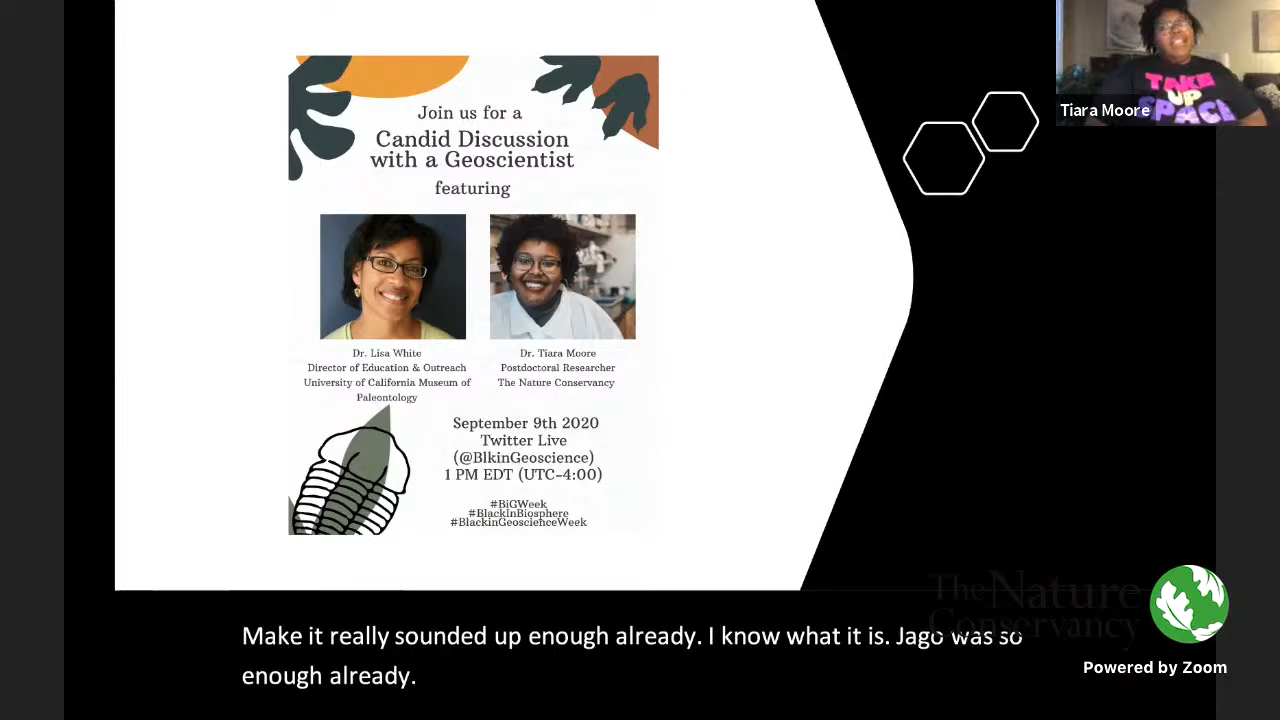 Join us for a
Candid Discussion
with a Geoscientist
featuring
Dr. Lisa White
Director of Education & Outreach
University of California Museum of
Paleontology
Dr. Tiara Moore
Postdoctoral Researcher
The Nature Conservancy
September 9th 2020
Twitter Live
(@BlkinGeoscience)
1 PM EDT (UTC-4:00)
#BiGWeek
#BlackInBiosphere
#BlackinGeoscienceWeek
TAKE
UP
SPACE
Tiara Moore
The Nature
Conservancy
Make it really sounded up enough already. I know what it is. Jago was so
enough already.
Powered by Zoom